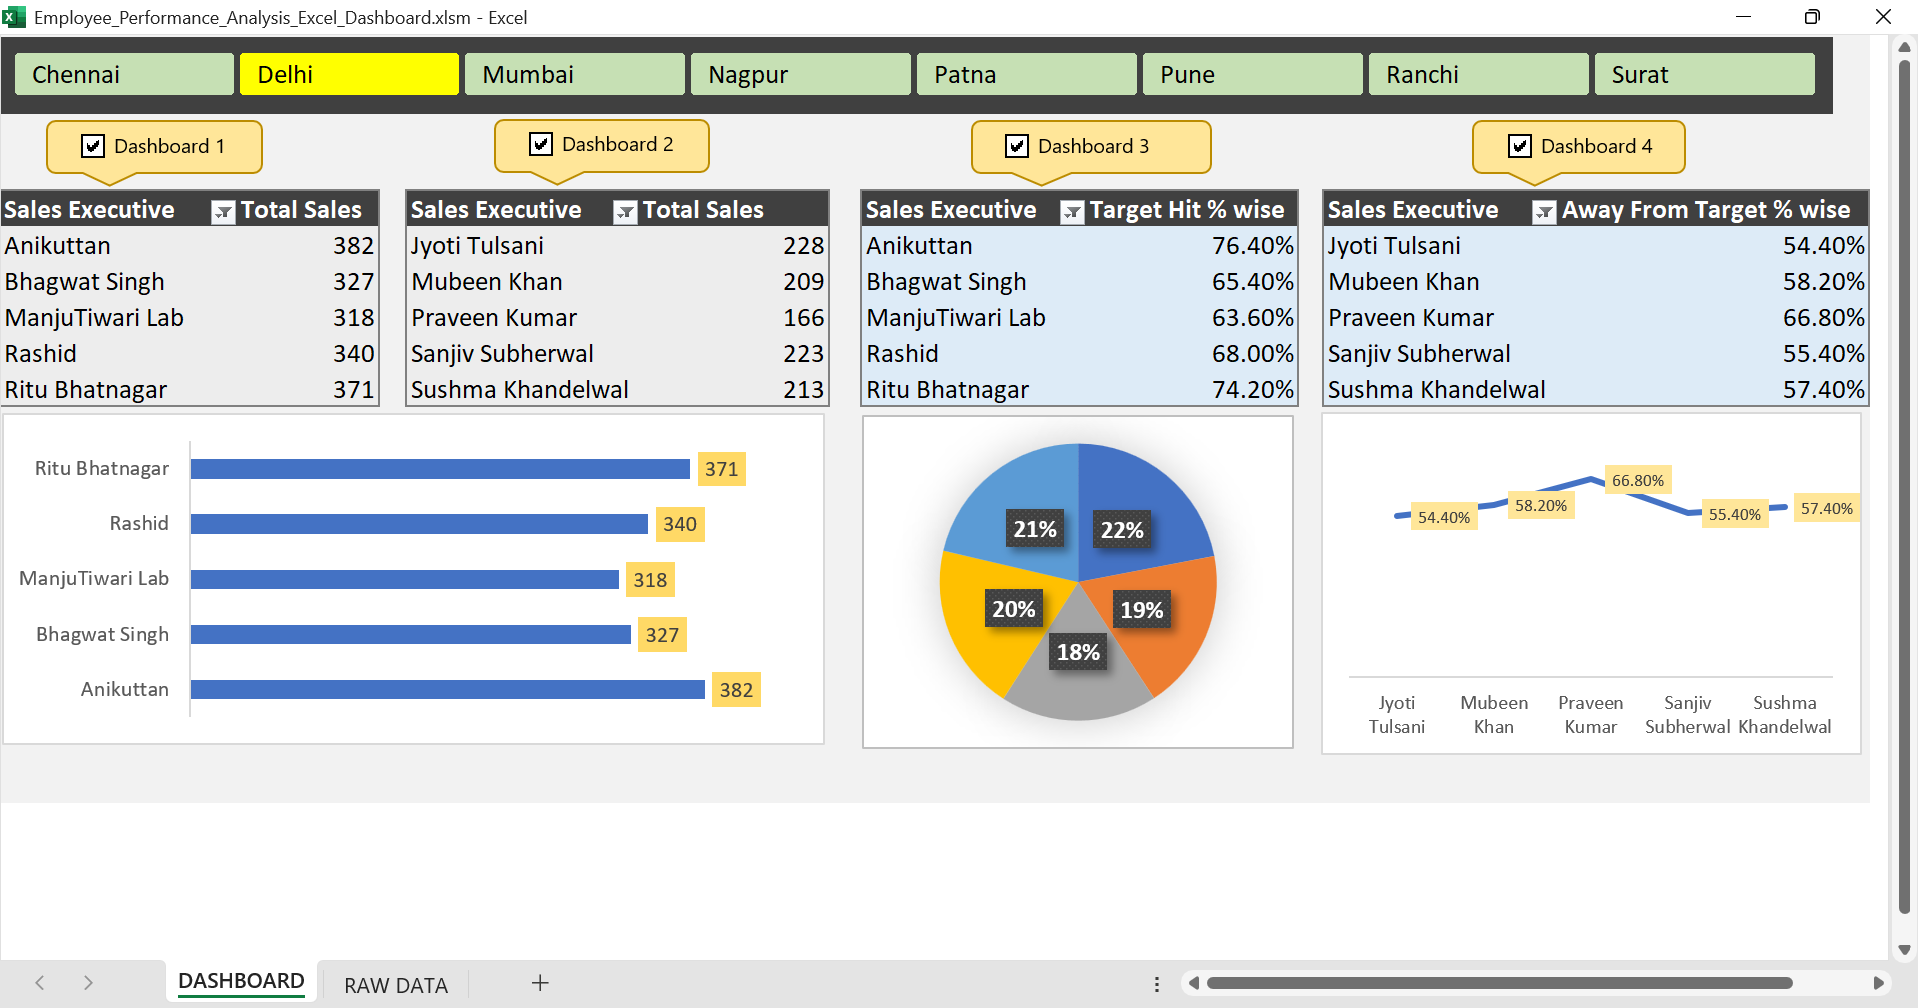 Employee_Performance_Analysis_Excel_Dashboard.xlsm - Excel
Chennai Delhi Mumbai Nagpur Patna Pune Ranchi Surat
Dashboard 1 Dashboard 2 Dashboard 3 Dashboard 4
Sales Executive Total Sales
Anikuttan 382
Bhagwat Singh 327
ManjuTiwari Lab 318
Rashid 340
Ritu Bhatnagar 371
Sales Executive Total Sales
Jyoti Tulsani 228
Mubeen Khan 209
Praveen Kumar 166
Sanjiv Subherwal 223
Sushma Khandelwal 213
Sales Executive Target Hit % wise
Anikuttan 76.40%
Bhagwat Singh 65.40%
ManjuTiwari Lab 63.60%
Rashid 68.00%
Ritu Bhatnagar 74.20%
Sales Executive Away From Target % wise
Jyoti Tulsani 54.40%
Mubeen Khan 58.20%
Praveen Kumar 66.80%
Sanjiv Subherwal 55.40%
Sushma Khandelwal 57.40%
Ritu Bhatnagar 371
Rashid 340
ManjuTiwari Lab 318
Bhagwat Singh 327
Anikuttan 382
21% 22%
20% 19%
18%
54.40% 58.20% 66.80% 55.40% 57.40%
Jyoti Mubeen Praveen Sanjiv Sushma
Tulsani Khan Kumar Subherwal Khandelwal
DASHBOARD RAW DATA